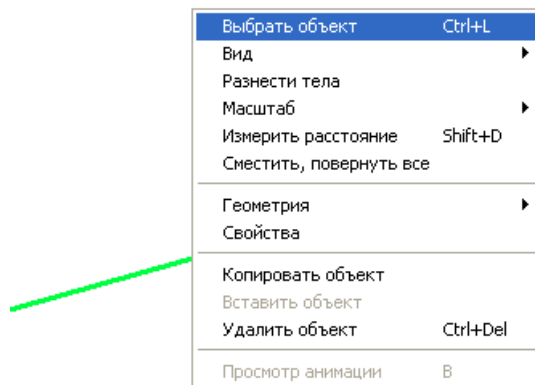 Выбрать объект Ctrl+L
Вид
Разнести тела
Масштаб
Измерить расстояние Shift+D
Сместить, повернуть все
Геометрия
Свойства
Копировать объект
Вставить объект
Удалить объект Ctrl+Del
Просмотр анимации B